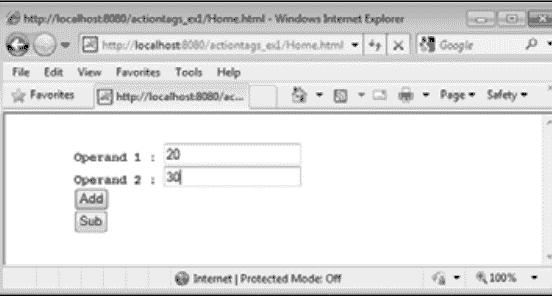 http://localhost:8080/actiontags_ex1/Home.html - Windows Internet Explorer
http://localhost:8080/actiontags_ex1/Home.html Google
File Edit View Favorites Tools Help
Favorites http://localhost:8080/ac... Page Safety
Operand 1 : 20
Operand 2 : 30
Add
Sub
Internet | Protected Mode: Off 100%